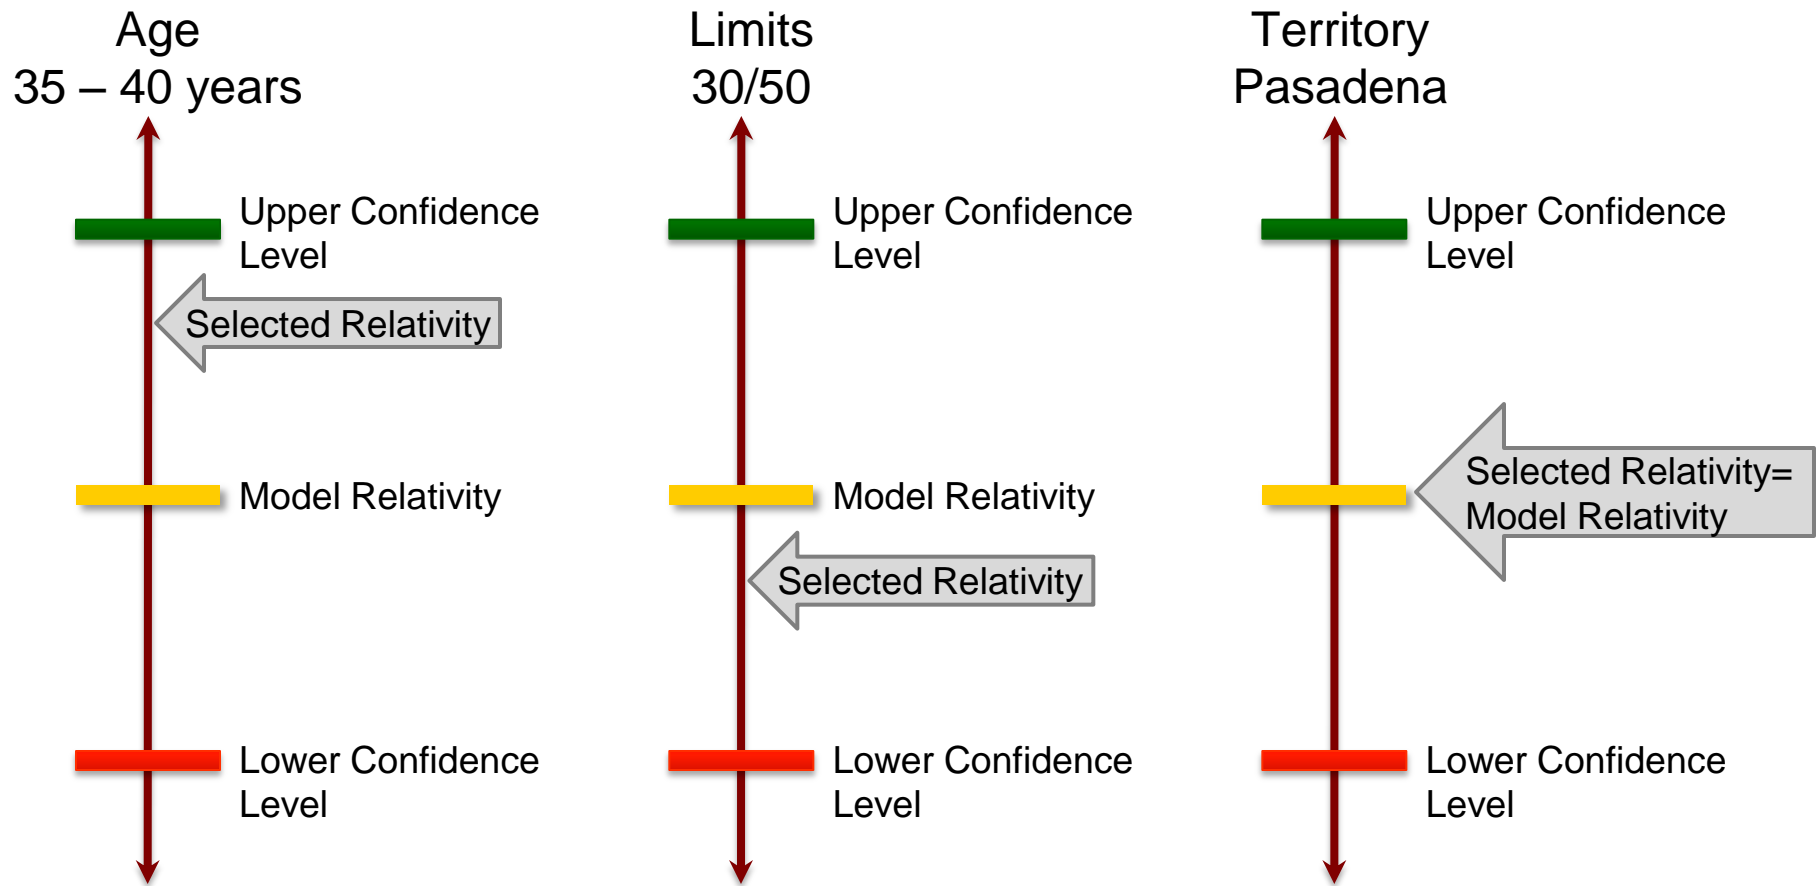 Age
35 – 40 years
Upper Confidence
Level
Selected Relativity
Model Relativity
Lower Confidence
Level
Limits
30/50
Upper Confidence
Level
Model Relativity
Selected Relativity
Lower Confidence
Level
Territory
Pasadena
Upper Confidence
Level
Selected Relativity=
Model Relativity
Lower Confidence
Level